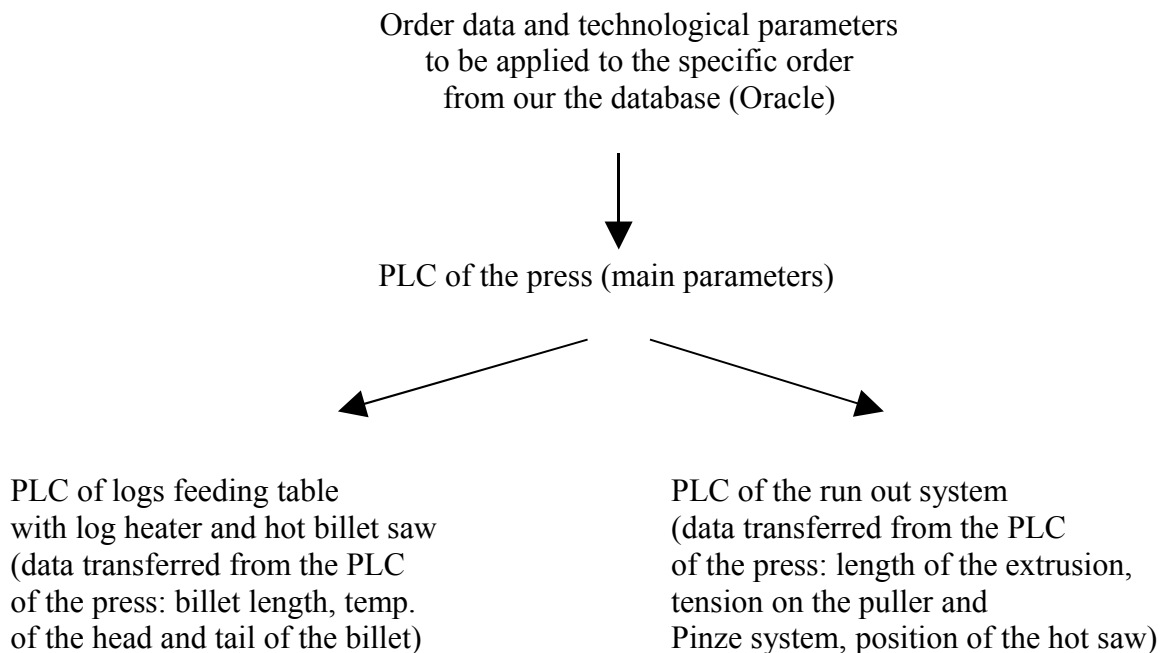 Order data and technological parameters
to be applied to the specific order
from our the database (Oracle)
PLC of the press (main parameters)
PLC of logs feeding table
with log heater and hot billet saw
(data transferred from the PLC
of the press: billet length, temp.
of the head and tail of the billet)
PLC of the run out system
(data transferred from the PLC
of the press: length of the extrusion,
tension on the puller and
Pinze system, position of the hot saw)